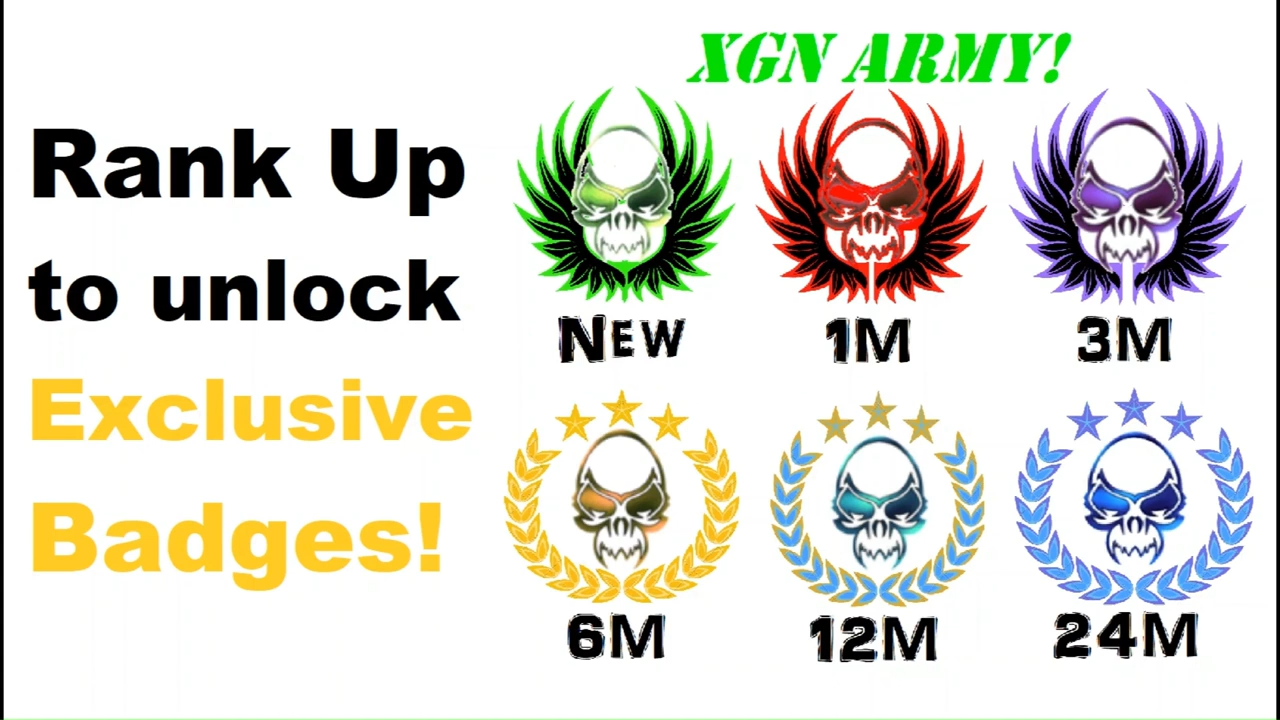 XGN ARMY!
Rank Up
to unlock
Exclusive
Badges!
New
1M
3M
6M
12M
24M